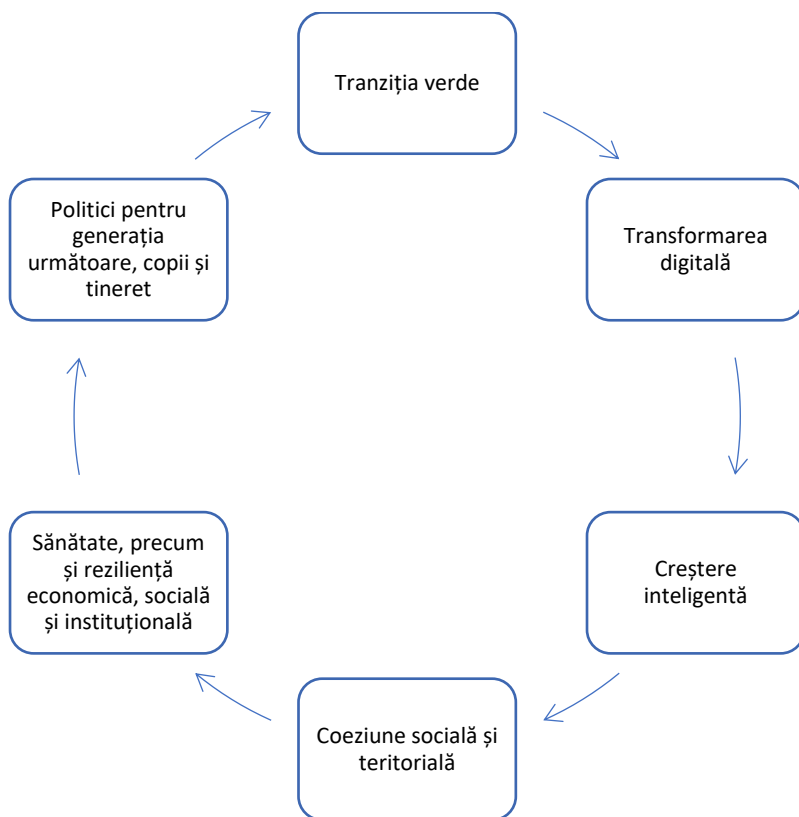 Tranziția verde
Transformarea
digitală
Creștere
inteligentă
Coeziune socială și
teritorială
Sănătate, precum
și reziliență
economică, socială
și instituțională
Politici pentru
generația
următoare, copii și
tineret